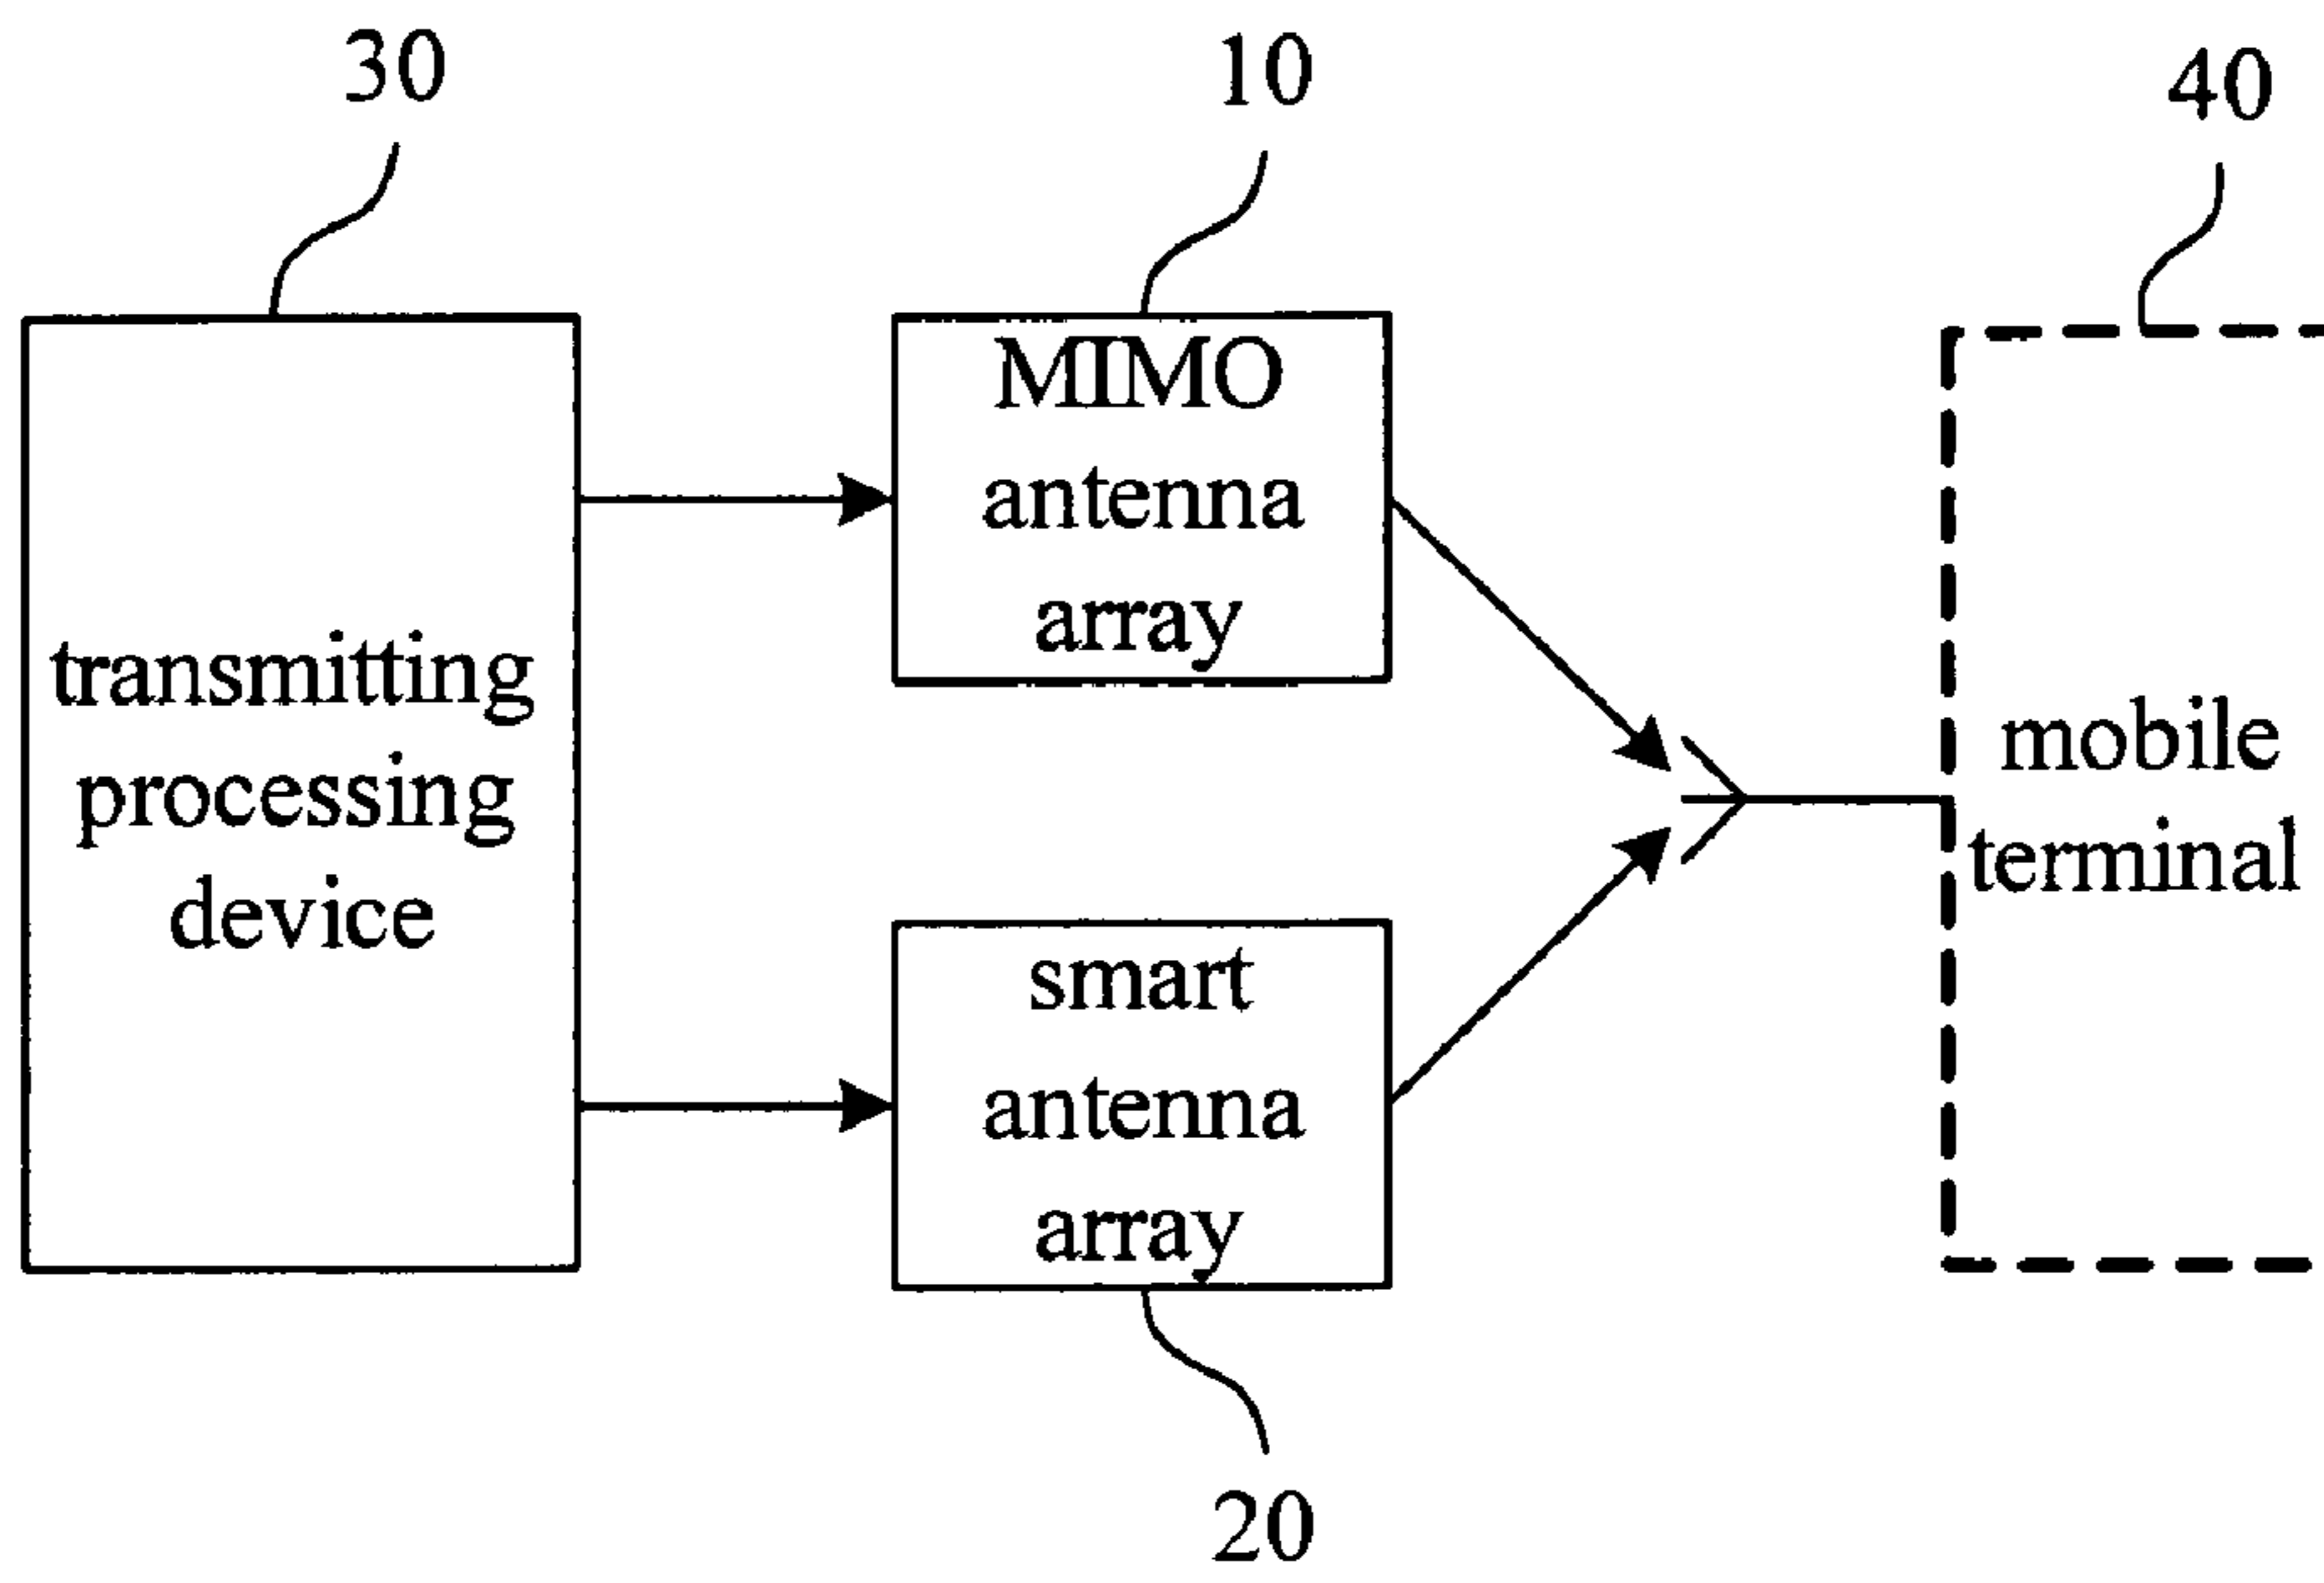 30
10
40
MIMO
antenna
array
transmitting
processing
device
mobile
terminal
smart
antenna
array
20